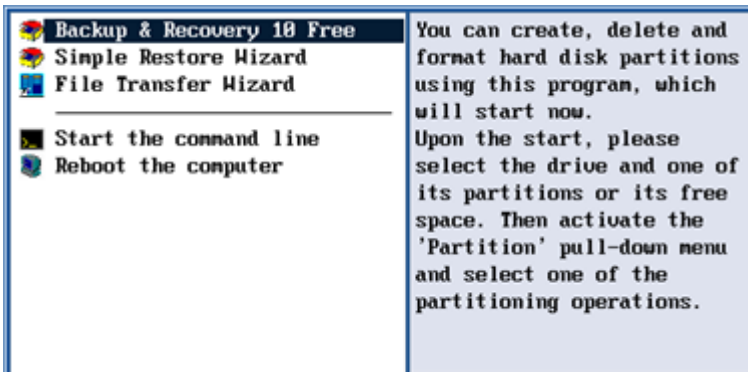 Backup & Recovery 10 Free
Simple Restore Wizard
File Transfer Wizard
Start the command line
Reboot the computer
You can create, delete and
format hard disk partitions
using this program, which
will start now.
Upon the start, please
select the drive and one of
its partitions or its free
space. Then activate the
'Partition' pull-down menu
and select one of the
partitioning operations.